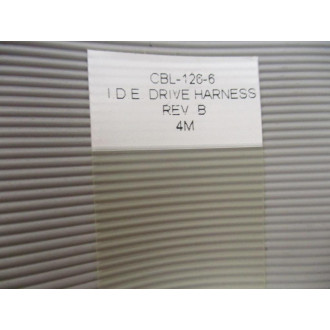 CBL-126-6
I D E DRIVE HARNESS
REV B
4M